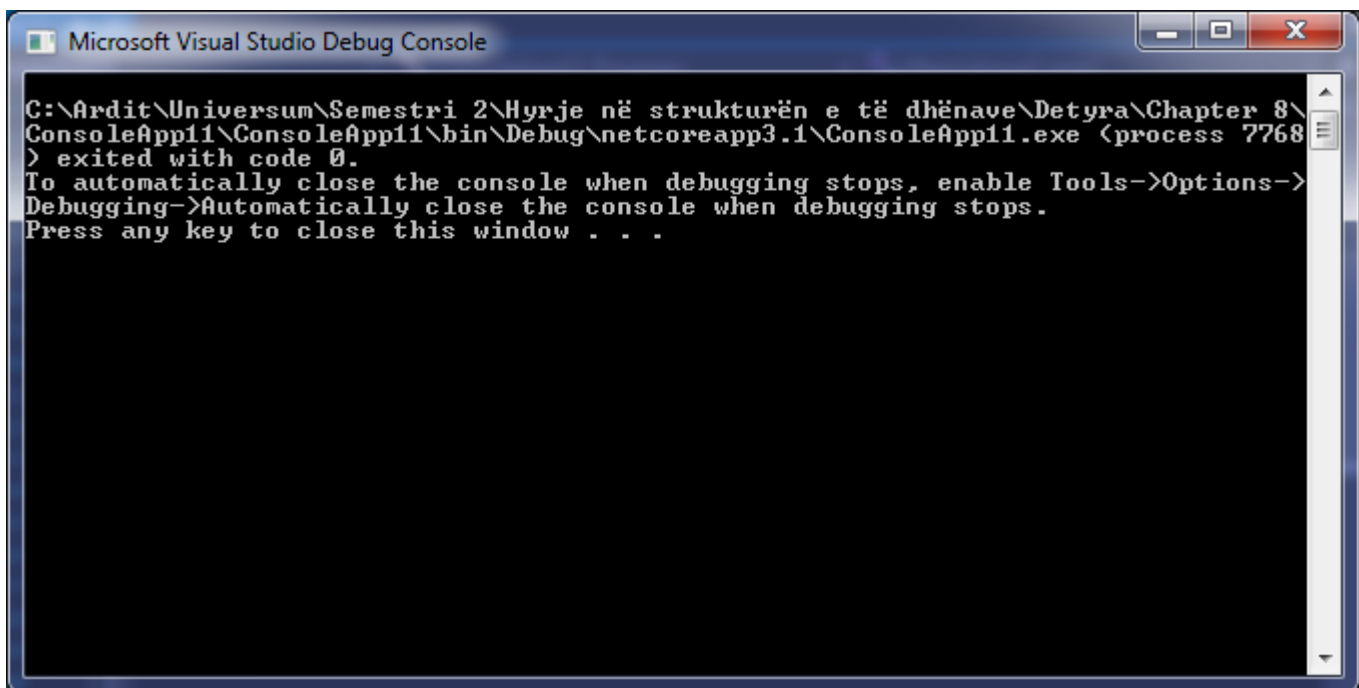 Microsoft Visual Studio Debug Console
C:\Ardit\Universum\Semestri 2\Hyrje në strukturën e të dhënave\Detyra\Chapter 8\
ConsoleApp11\ConsoleApp11\bin\Debug\netcoreapp3.1\ConsoleApp11.exe (process 7768
) exited with code 0.
To automatically close the console when debugging stops, enable Tools->Options->
Debugging->Automatically close the console when debugging stops.
Press any key to close this window . . .